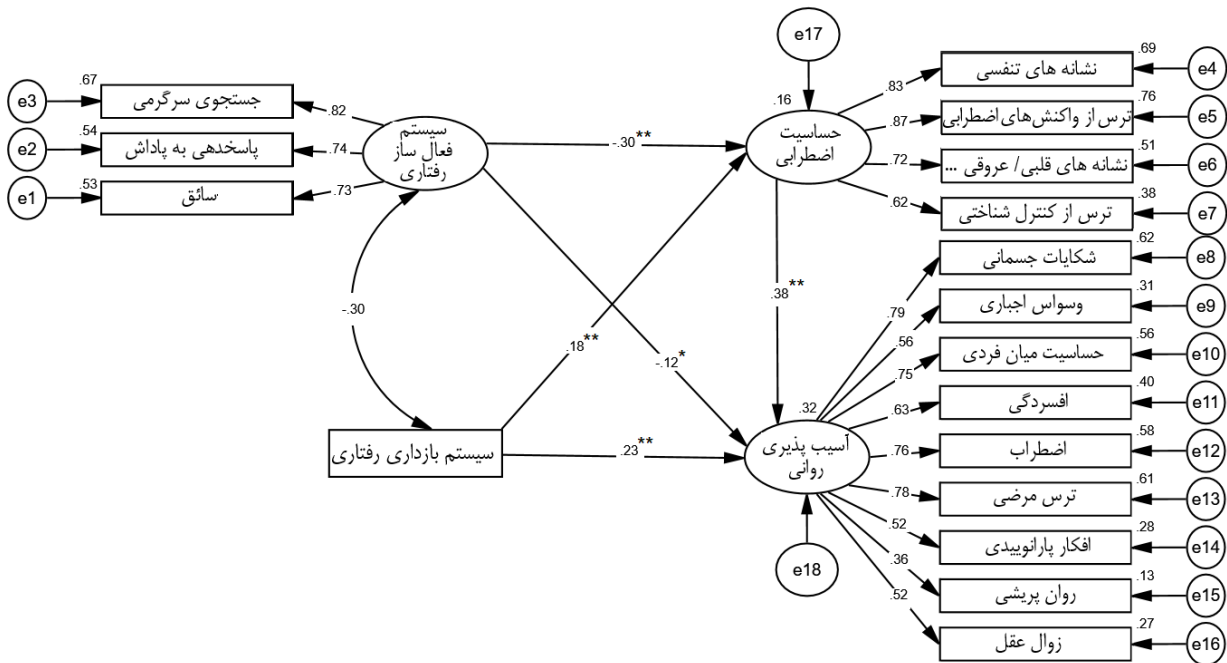 e17
e3
.67
جستجوی سرگرمی
.82
e2
.54
پاسخدهی به پاداش
.74
e1
.53
سائق
.73
سیستم
فعال ساز
رفتاری
-.30**
.16
حساسیت
اضطرابی
.83
نشانه های تنفسی
.69
e4
.87
ترس از واکنش‌های اضطرابی
.76
e5
.72
نشانه های قلبی/ عروقی ...
.51
e6
.62
ترس از کنترل شناختی
.38
e7
-.30
.18**
-.12*
.38**
سیستم بازداری رفتاری
.23**
.32
آسیب پذیری
روانی
e18
.79
شکایات جسمانی
.62
e8
.56
وسواس اجباری
.31
e9
.75
حساسیت میان فردی
.56
e10
.63
افسردگی
.40
e11
.76
اضطراب
.58
e12
.78
ترس مرضی
.61
e13
.52
افکار پارانوییدی
.28
e14
.36
روان پریشی
.13
e15
.52
زوال عقل
.27
e16